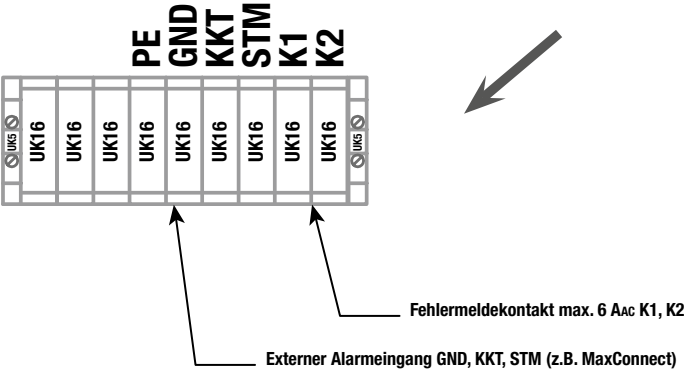 PE GND KKT STM K1 K2
UK5 UK16 UK16 UK16 UK16 UK16 UK16 UK16 UK16 UK16 UK5
Fehlermeldekontakt max. 6 AAC K1, K2
Externer Alarmeingang GND, KKT, STM (z.B. MaxConnect)